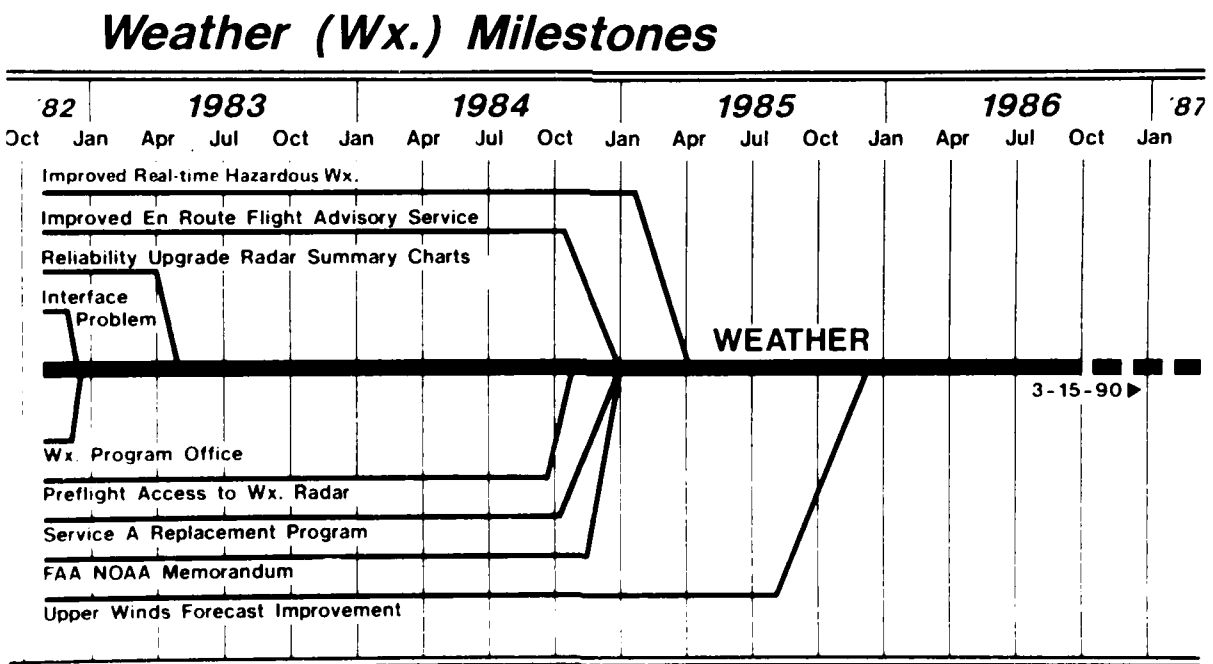 Weather (Wx.) Milestones
'82 1983 1984 1985 1986 '87
Oct Jan Apr Jul Oct Jan Apr Jul Oct Jan Apr Jul Oct Jan Apr Jul Oct Jan
Improved Real-time Hazardous Wx.
Improved En Route Flight Advisory Service
Reliability Upgrade Radar Summary Charts
Interface
Problem
WEATHER
3-15-90►
Wx. Program Office
Preflight Access to Wx. Radar
Service A Replacement Program
FAA NOAA Memorandum
Upper Winds Forecast Improvement